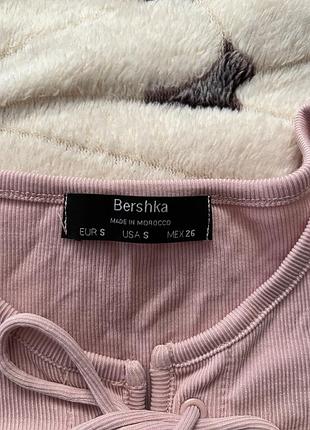 Bershka
MADE IN MOROCCO
EUR S USA S MEX 26